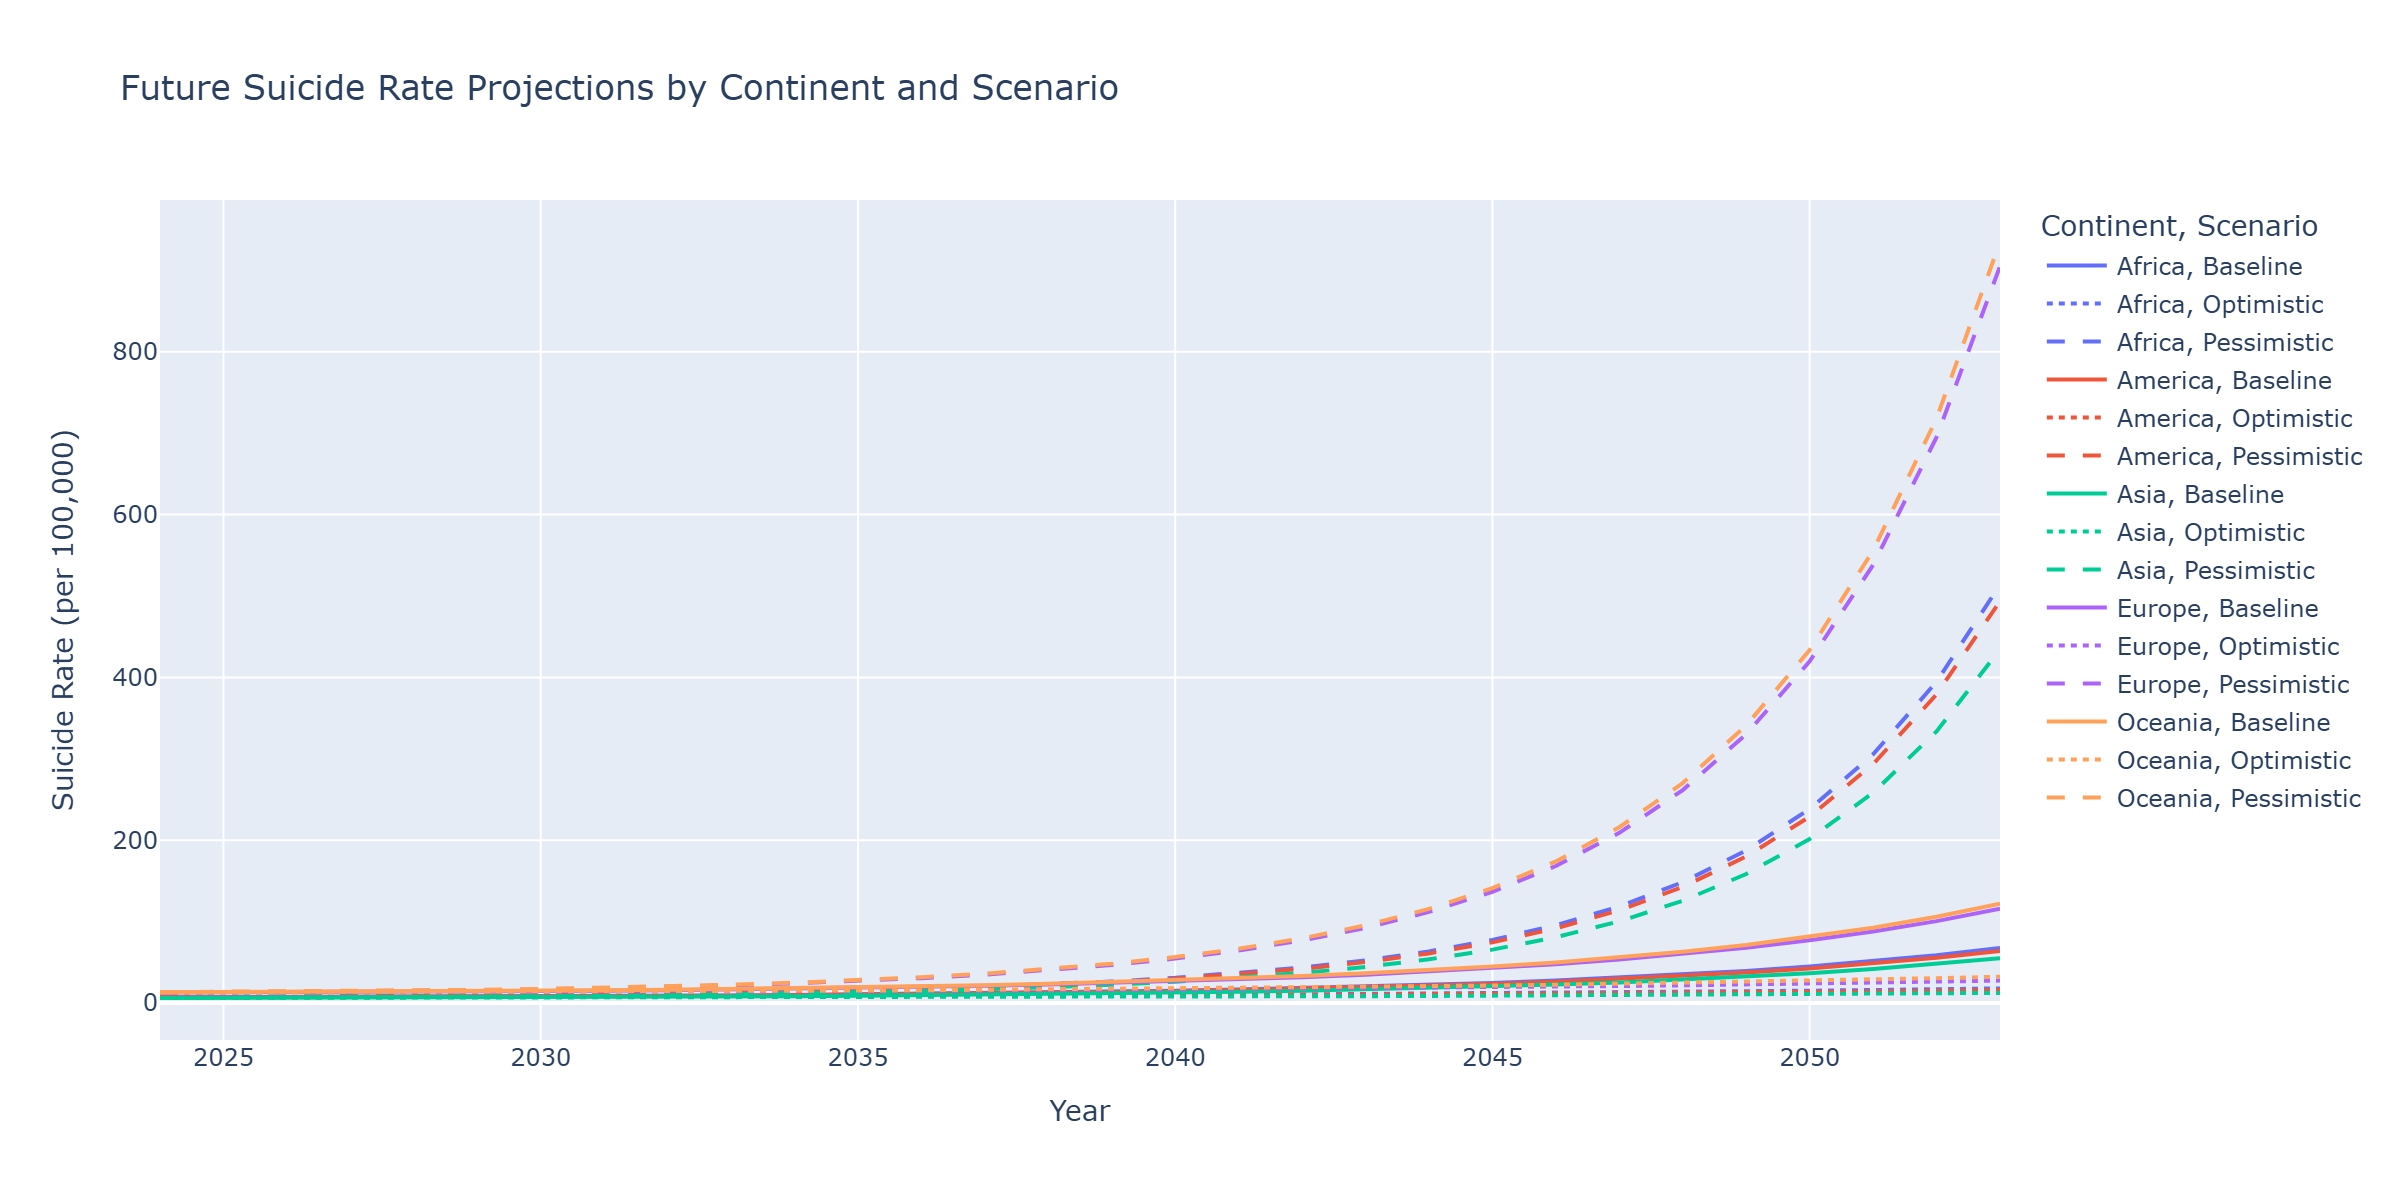 Future Suicide Rate Projections by Continent and Scenario
Continent, Scenario
Africa, Baseline
Africa, Optimistic
Africa, Pessimistic
America, Baseline
America, Optimistic
America, Pessimistic
Asia, Baseline
Asia, Optimistic
Asia, Pessimistic
Europe, Baseline
Europe, Optimistic
Europe, Pessimistic
Oceania, Baseline
Oceania, Optimistic
Oceania, Pessimistic
Suicide Rate (per 100,000)
800
600
400
200
0
2025 2030 2035 2040 2045 2050
Year